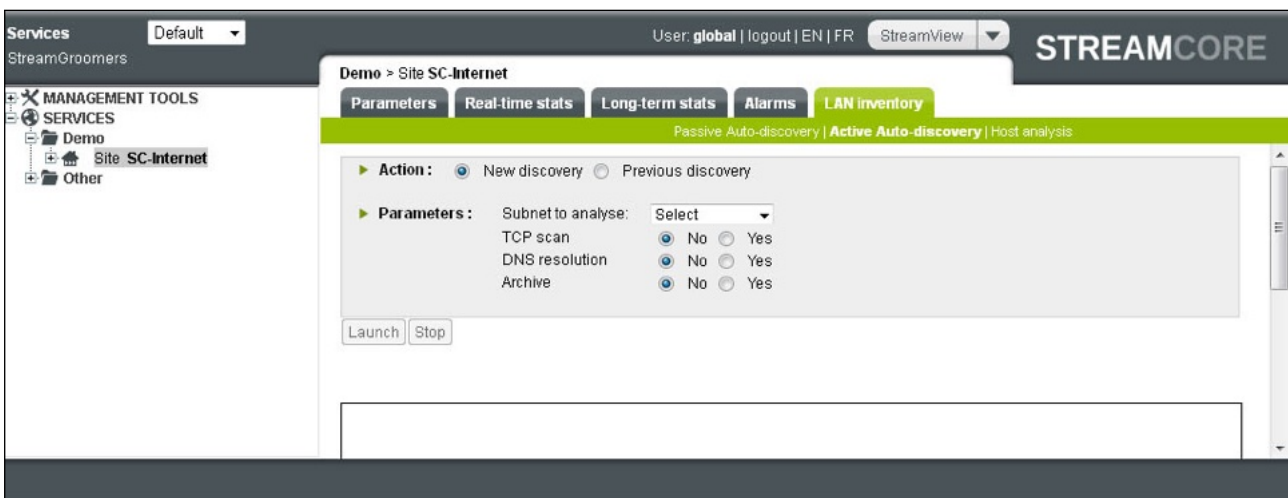 Services Default
StreamGroomers
User: global | logout | EN | FR StreamView
STREAMCORE
MANAGEMENT TOOLS
SERVICES
Demo
Site SC-Internet
Other
Demo > Site SC-Internet
Parameters Real-time stats Long-term stats Alarms LAN inventory
Passive Auto-discovery | Active Auto-discovery | Host analysis
Action : New discovery Previous discovery
Parameters : Subnet to analyse: Select
TCP scan No Yes
DNS resolution No Yes
Archive No Yes
Launch Stop